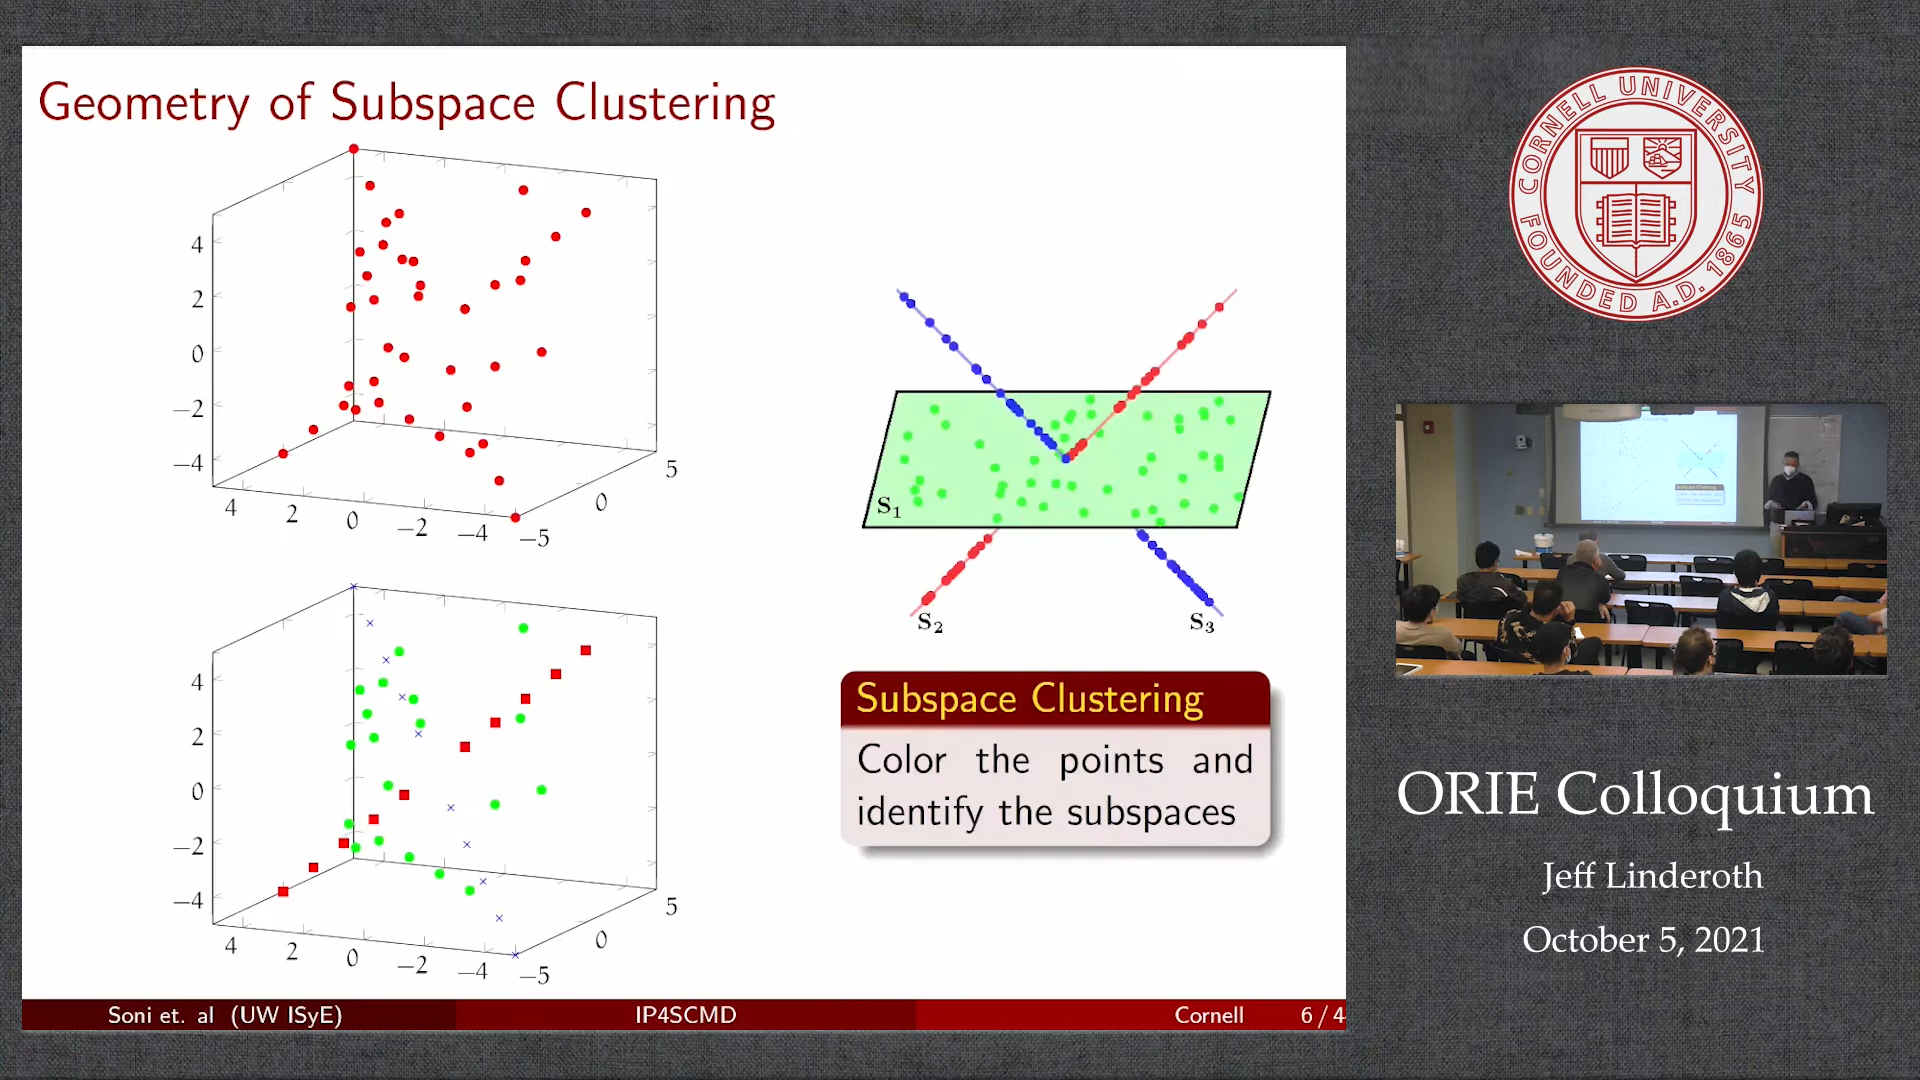 Geometry of Subspace Clustering
4
2
0
−2
−4
4
2
0
−2
−4
−5
0
5
S1
S2
S3
4
2
0
−2
−4
4
2
0
−2
−4
−5
0
5
Subspace Clustering
Color the points and
identify the subspaces
Soni et. al (UW ISyE)
IP4SCMD
Cornell
6 / 4
CORNELL UNIVERSITY
FOUNDED A.D. 1865
Subspace Clustering
ORIE Colloquium
Jeff Linderoth
October 5, 2021